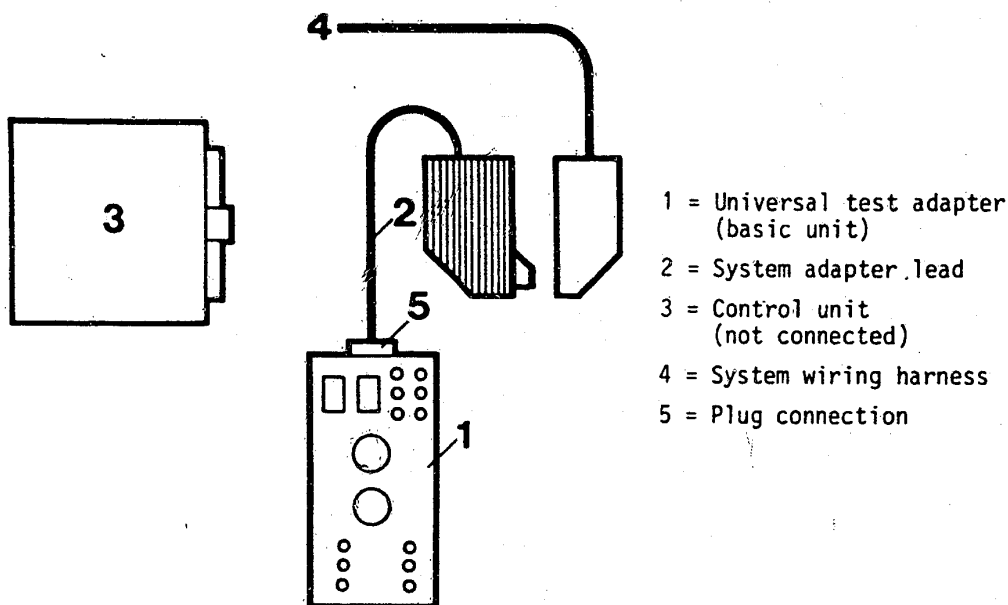 4
3
2
5
1
1 = Universal test adapter
(basic unit)
2 = System adapter lead
3 = Control unit
(not connected)
4 = System wiring harness
5 = Plug connection